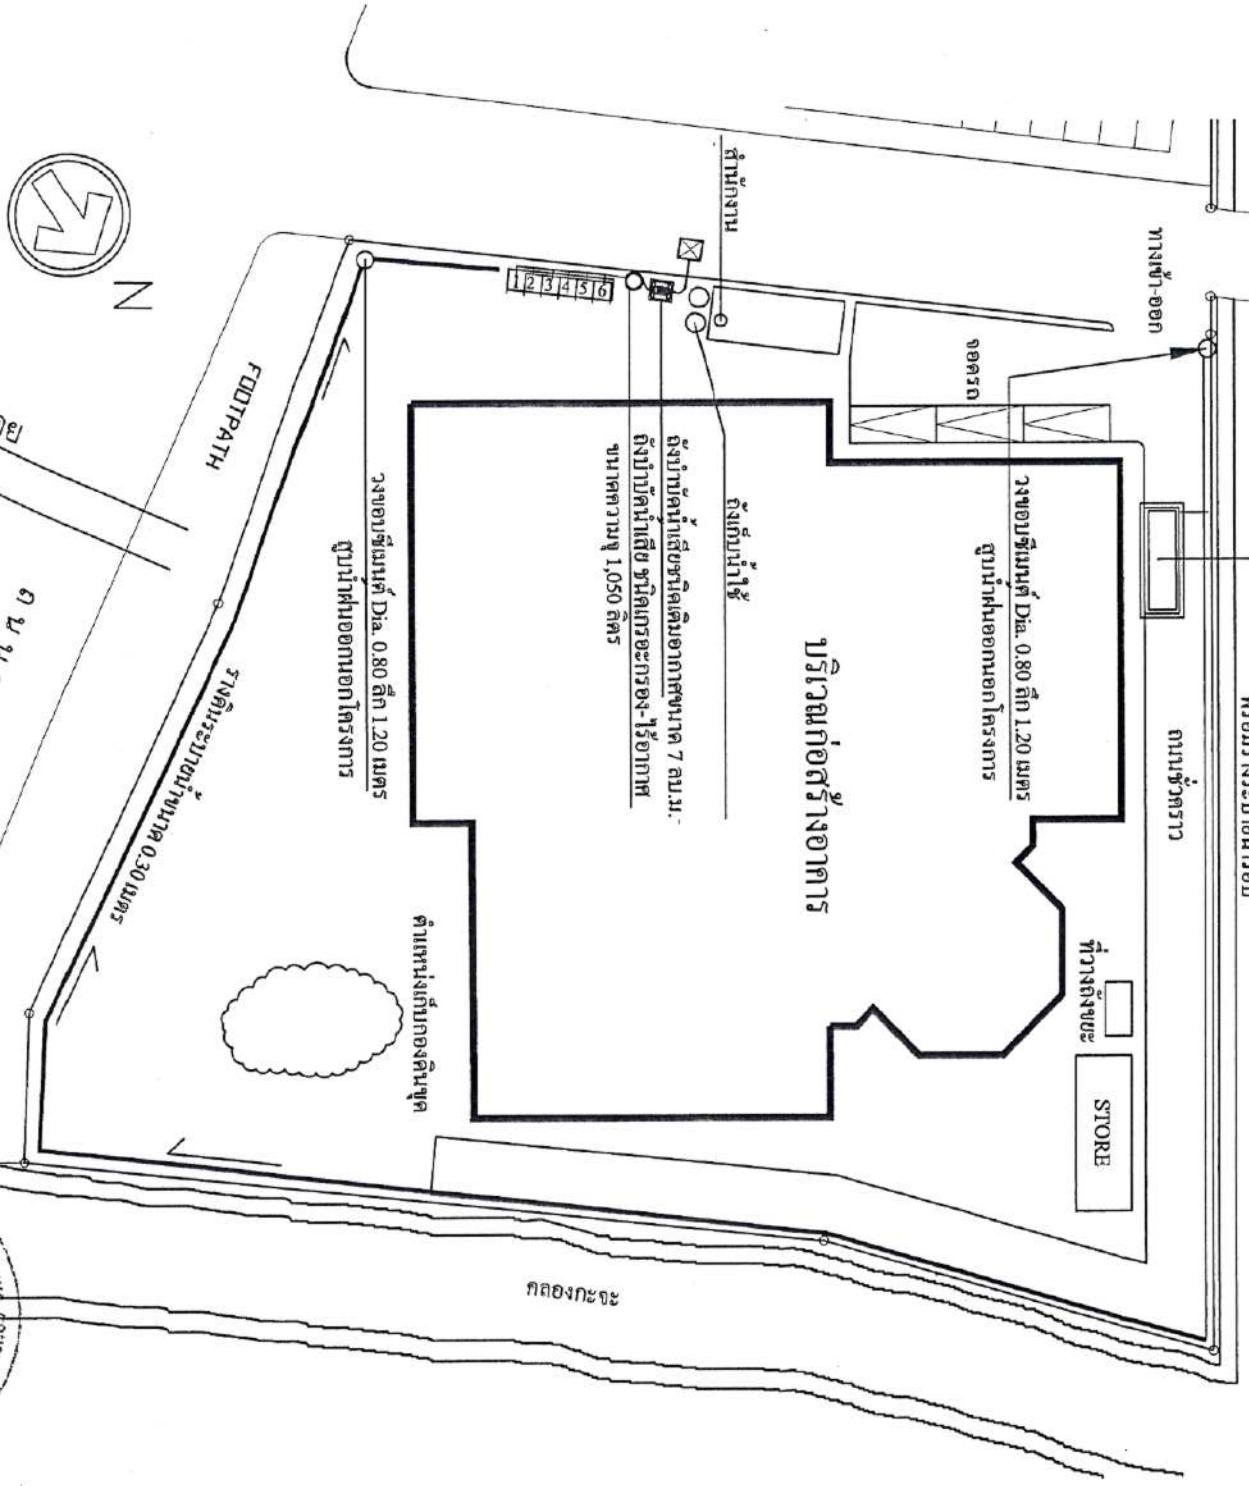 สำนักงาน
ทางเข้า-ออก
จอดรถ
N
FOOTPATH
1 2 3 4 5 6
วงขอบซีเมนต์ Dia. 0.80 ลึก 1.20 เมตร
สูบน้ำฝนออกนอกโครงการ
ถังเก็บน้ำใช้
ถังบำบัดน้ำเสียชนิดเติมอากาศขนาด 7 ลบ.ม.
ถังบำบัดน้ำเสีย ชนิดเกรอะกรอง-ไร้อากาศ
ขนาดความจุ 1,050 ลิตร
วงขอบซีเมนต์ Dia. 0.80 ลึก 1.20 เมตร
สูบน้ำฝนออกนอกโครงการ
บริเวณก่อสร้างอาคาร
ถนนชั่วคราว
รางดินระบายน้ำขนาด 0.30 เมตร
ตำแหน่งเก็บกองดินขุด
ที่วางถังขยะ
STORE
คลองกะจะ